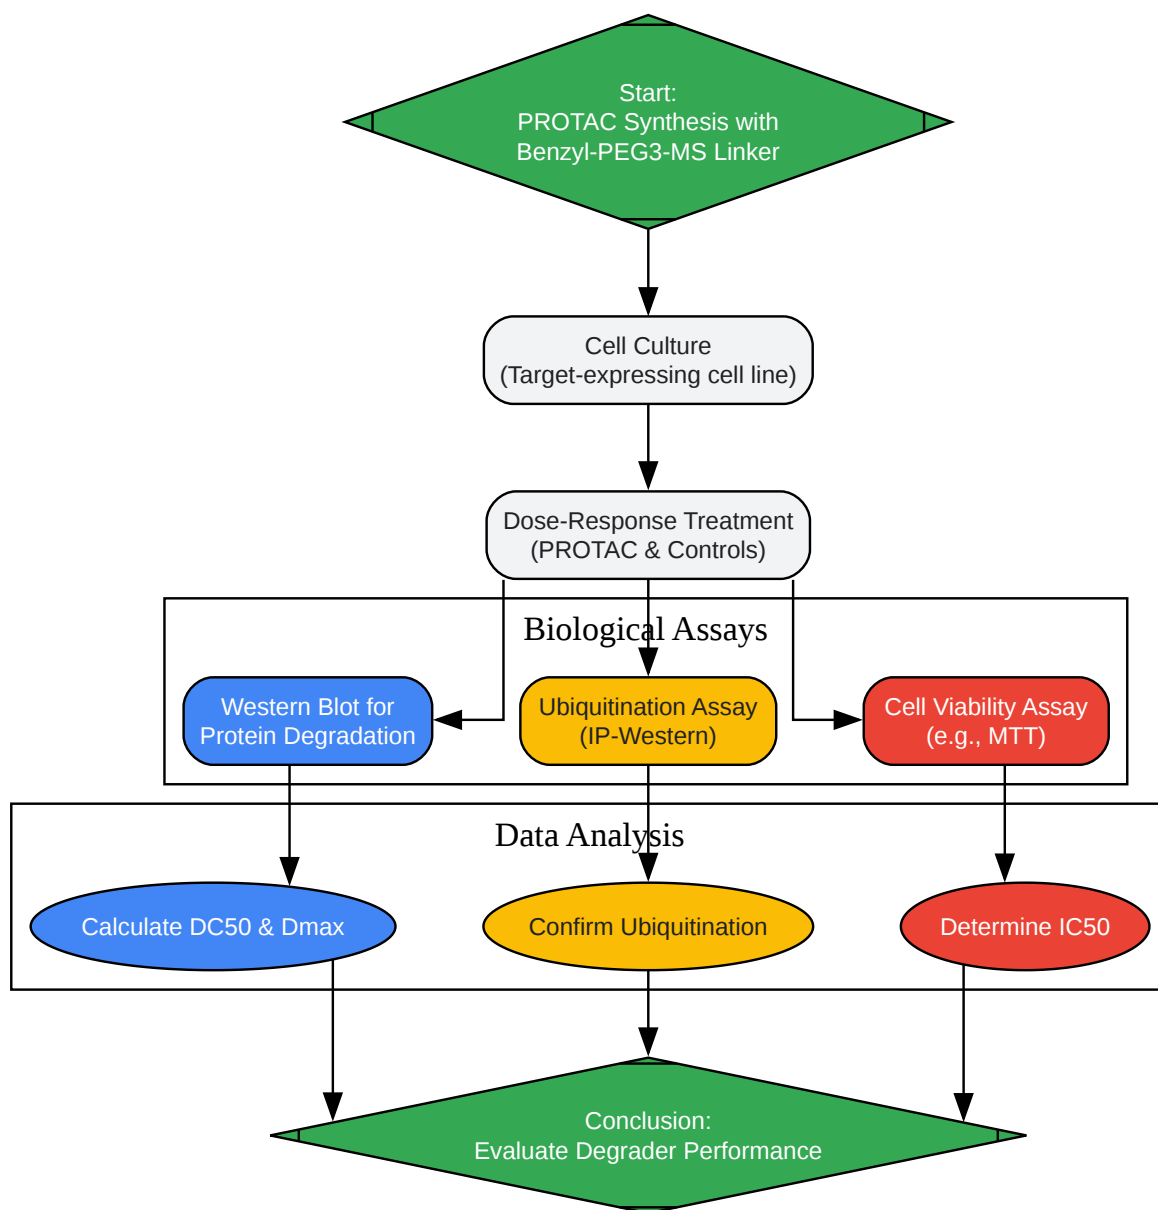 Start:
PROTAC Synthesis with
Benzyl-PEG3-MS Linker
Cell Culture
(Target-expressing cell line)
Dose-Response Treatment
(PROTAC & Controls)
Biological Assays
Western Blot for
Protein Degradation
Ubiquitination Assay
(IP-Western)
Cell Viability Assay
(e.g., MTT)
Data Analysis
Calculate DC50 & Dmax
Confirm Ubiquitination
Determine IC50
Conclusion:
Evaluate Degrader Performance